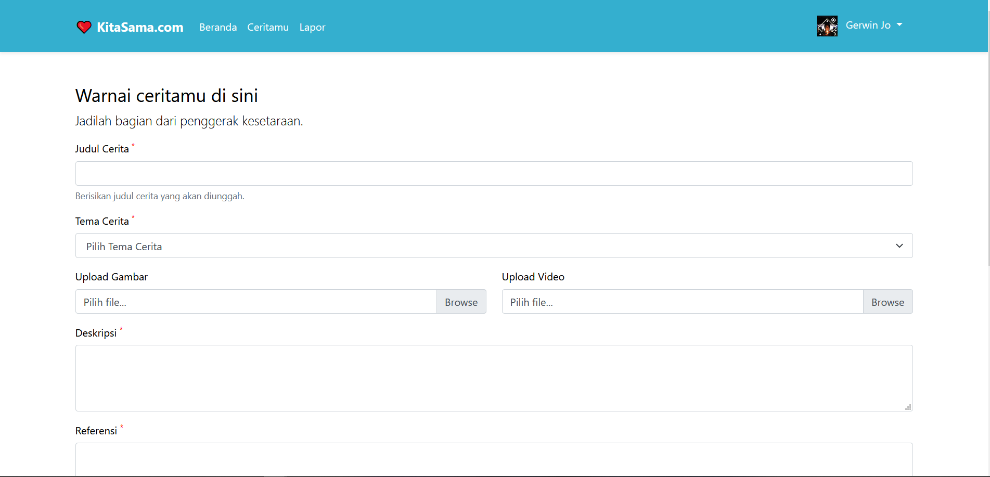 KitaSama.com Beranda Ceritamu Lapor Gerwin Jo
Warnai ceritamu di sini
Jadilah bagian dari penggerak kesetaraan.
Judul Cerita *
Berisikan judul cerita yang akan diunggah.
Tema Cerita *
Pilih Tema Cerita
Upload Gambar Upload Video
Pilih file... Browse Pilih file... Browse
Deskripsi *
Referensi *